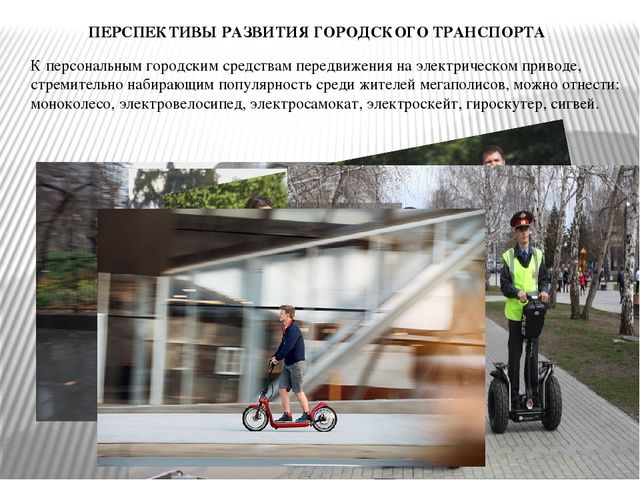 ПЕРСПЕКТИВЫ РАЗВИТИЯ ГОРОДСКОГО ТРАНСПОРТА
К персональным городским средствам передвижения на электрическом приводе,
стремительно набирающим популярность среди жителей мегаполисов, можно отнести:
моноколесо, электровелосипед, электросамокат, электроскейт, гироскутер, сигвей.